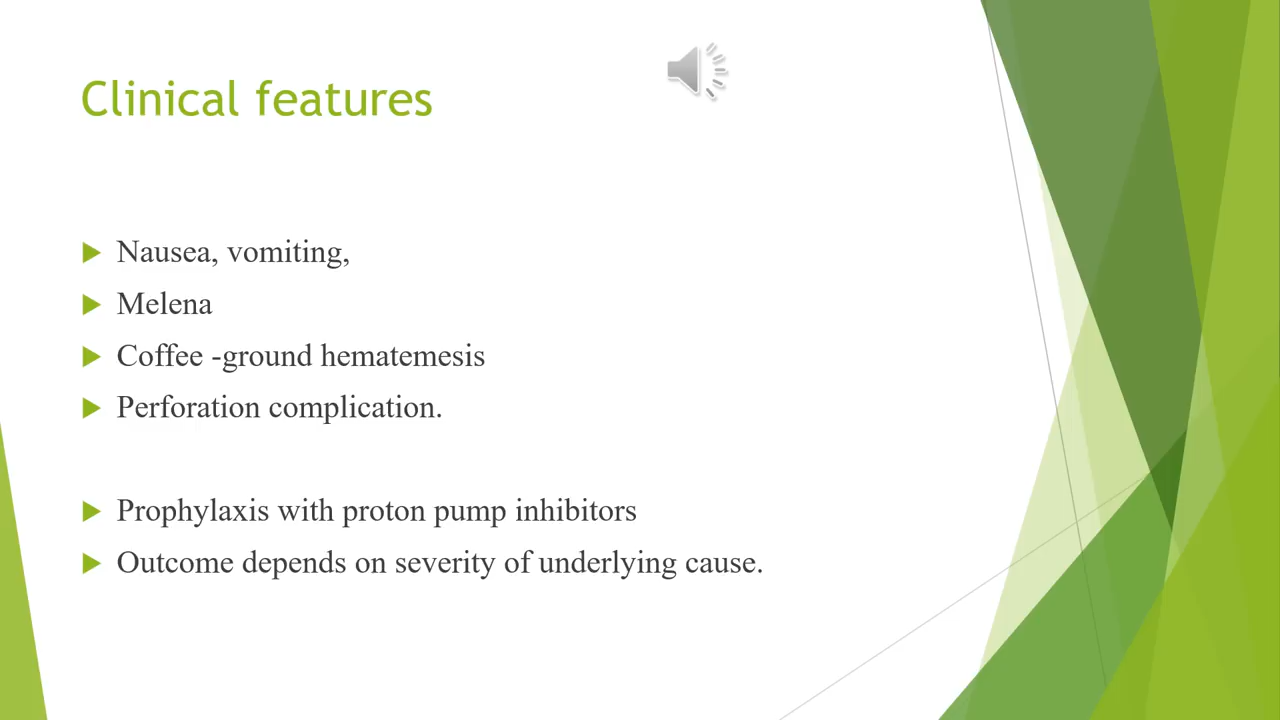 Clinical features
Nausea, vomiting,
Melena
Coffee -ground hematemesis
Perforation complication.
Prophylaxis with proton pump inhibitors
Outcome depends on severity of underlying cause.